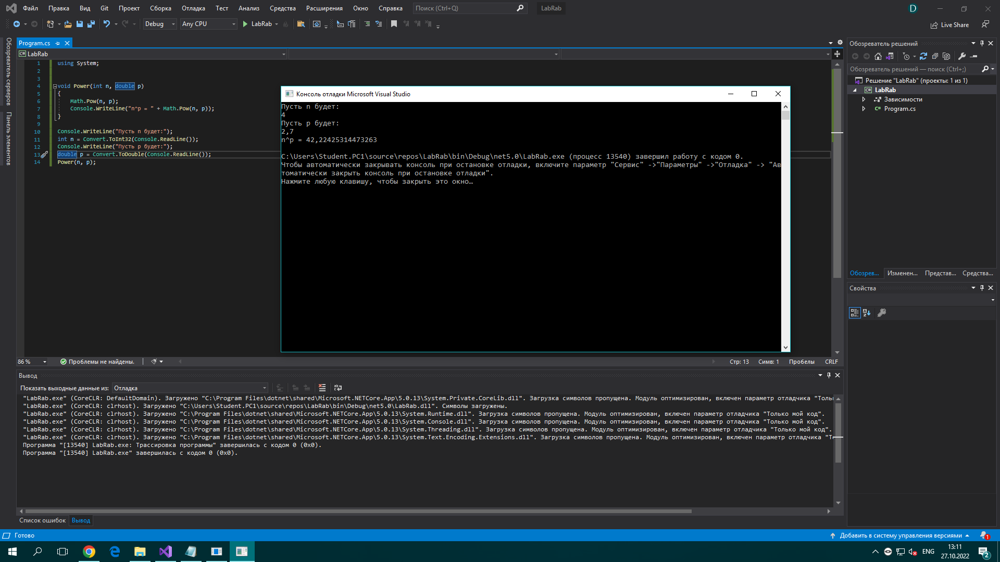 Файл Правка Вид Git Проект Сборка Отладка Тест Анализ Средства Расширения Окно Справка Поиск (Ctrl+Q) LabRab D
Debug Any CPU LabRab Live Share
Обозреватель серверов
Панель элементов
Program.cs
C# LabRab
1 using System;
2
3
4 void Power(int n, double p)
5 {
6 Math.Pow(n, p);
7 Console.WriteLine("n^p = " + Math.Pow(n, p));
8 }
9
10 Console.WriteLine("Пусть n будет:");
11 int n = Convert.ToInt32(Console.ReadLine());
12 Console.WriteLine("Пусть p будет:");
13 double p = Convert.ToDouble(Console.ReadLine());
14 Power(n, p);
Консоль отладки Microsoft Visual Studio
Пусть n будет:
4
Пусть p будет:
2,7
n^p = 42,22425314473263
C:\Users\Student.PC1\source\repos\LabRab\bin\Debug\net5.0\LabRab.exe (процесс 13540) завершил работу с кодом 0.
Чтобы автоматически закрывать консоль при остановке отладки, включите параметр "Сервис" ->"Параметры" ->"Отладка" -> "Ав
томатически закрыть консоль при остановке отладки".
Нажмите любую клавишу, чтобы закрыть это окно…
86 % Проблемы не найдены. Стр: 13 Симв: 1 Пробелы CRLF
Вывод
Показать выходные данные из: Отладка
"LabRab.exe" (CoreCLR: DefaultDomain). Загружено "C:\Program Files\dotnet\shared\Microsoft.NETCore.App\5.0.13\System.Private.CoreLib.dll". Загрузка символов пропущена. Модуль оптимизирован, включен параметр отладчика "Толь
"LabRab.exe" (CoreCLR: clrhost). Загружено "C:\Users\Student.PC1\source\repos\LabRab\bin\Debug\net5.0\LabRab.dll". Символы загружены.
"LabRab.exe" (CoreCLR: clrhost). Загружено "C:\Program Files\dotnet\shared\Microsoft.NETCore.App\5.0.13\System.Runtime.dll". Загрузка символов пропущена. Модуль оптимизирован, включен параметр отладчика "Только мой код".
"LabRab.exe" (CoreCLR: clrhost). Загружено "C:\Program Files\dotnet\shared\Microsoft.NETCore.App\5.0.13\System.Console.dll". Загрузка символов пропущена. Модуль оптимизирован, включен параметр отладчика "Только мой код".
"LabRab.exe" (CoreCLR: clrhost). Загружено "C:\Program Files\dotnet\shared\Microsoft.NETCore.App\5.0.13\System.Threading.dll". Загрузка символов пропущена. Модуль оптимизирован, включен параметр отладчика "Только мой код".
"LabRab.exe" (CoreCLR: clrhost). Загружено "C:\Program Files\dotnet\shared\Microsoft.NETCore.App\5.0.13\System.Text.Encoding.Extensions.dll". Загрузка символов пропущена. Модуль оптимизирован, включен параметр отладчика "Т
Программа "[13540] LabRab.exe: Трассировка программы" завершилась с кодом 0 (0x0).
Программа "[13540] LabRab.exe" завершилась с кодом 0 (0x0).
Список ошибок Вывод
Обозреватель решений
Обозреватель решений — поиск (Ctrl+;)
Решение "LabRab" (проекты: 1 из 1)
C# LabRab
Зависимости
C# Program.cs
Обозрев... Изменен... Представ... Средства...
Свойства
Готово Добавить в систему управления версиями 1
ENG 13:11
27.10.2022 2